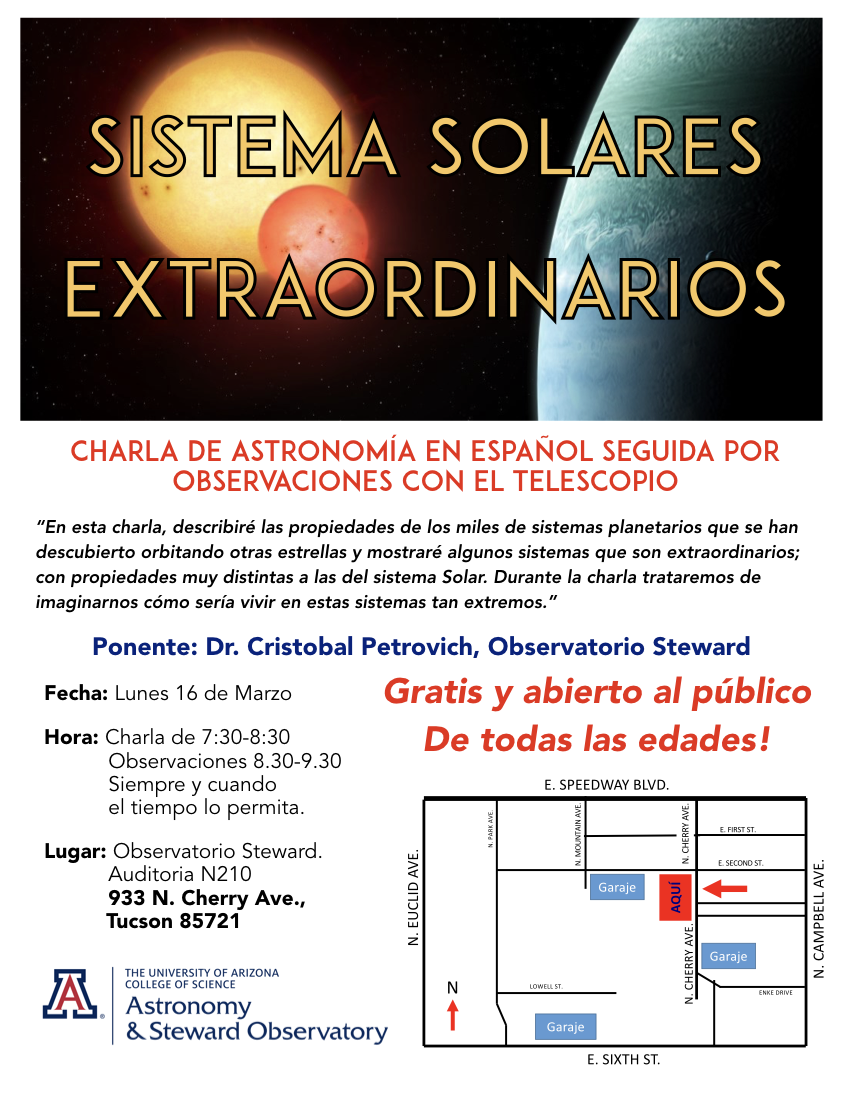 SISTEMA SOLARES
EXTRAORDINARIOS
CHARLA DE ASTRONOMÍA EN ESPAÑOL SEGUIDA POR
OBSERVACIONES CON EL TELESCOPIO
“En esta charla, describiré las propiedades de los miles de sistemas planetarios que se han
descubierto orbitando otras estrellas y mostraré algunos sistemas que son extraordinarios;
con propiedades muy distintas a las del sistema Solar. Durante la charla trataremos de
imaginarnos cómo sería vivir en estas sistemas tan extremos.”
Ponente: Dr. Cristobal Petrovich, Observatorio Steward
Fecha: Lunes 16 de Marzo
Hora: Charla de 7:30-8:30
Observaciones 8.30-9.30
Siempre y cuando
el tiempo lo permita.
Lugar: Observatorio Steward.
Auditoria N210
933 N. Cherry Ave.,
Tucson 85721
Gratis y abierto al público
De todas las edades!
E. SPEEDWAY BLVD.
N. EUCLID AVE.
N. PARK AVE.
N. MOUNTAIN AVE.
N. CHERRY AVE.
E. FIRST ST.
E. SECOND ST.
Garaje
AQUÍ
N. CAMPBELL AVE.
N. CHERRY AVE.
Garaje
N
LOWELL ST.
ENKE DRIVE
Garaje
E. SIXTH ST.
A
THE UNIVERSITY OF ARIZONA
COLLEGE OF SCIENCE
Astronomy
& Steward Observatory